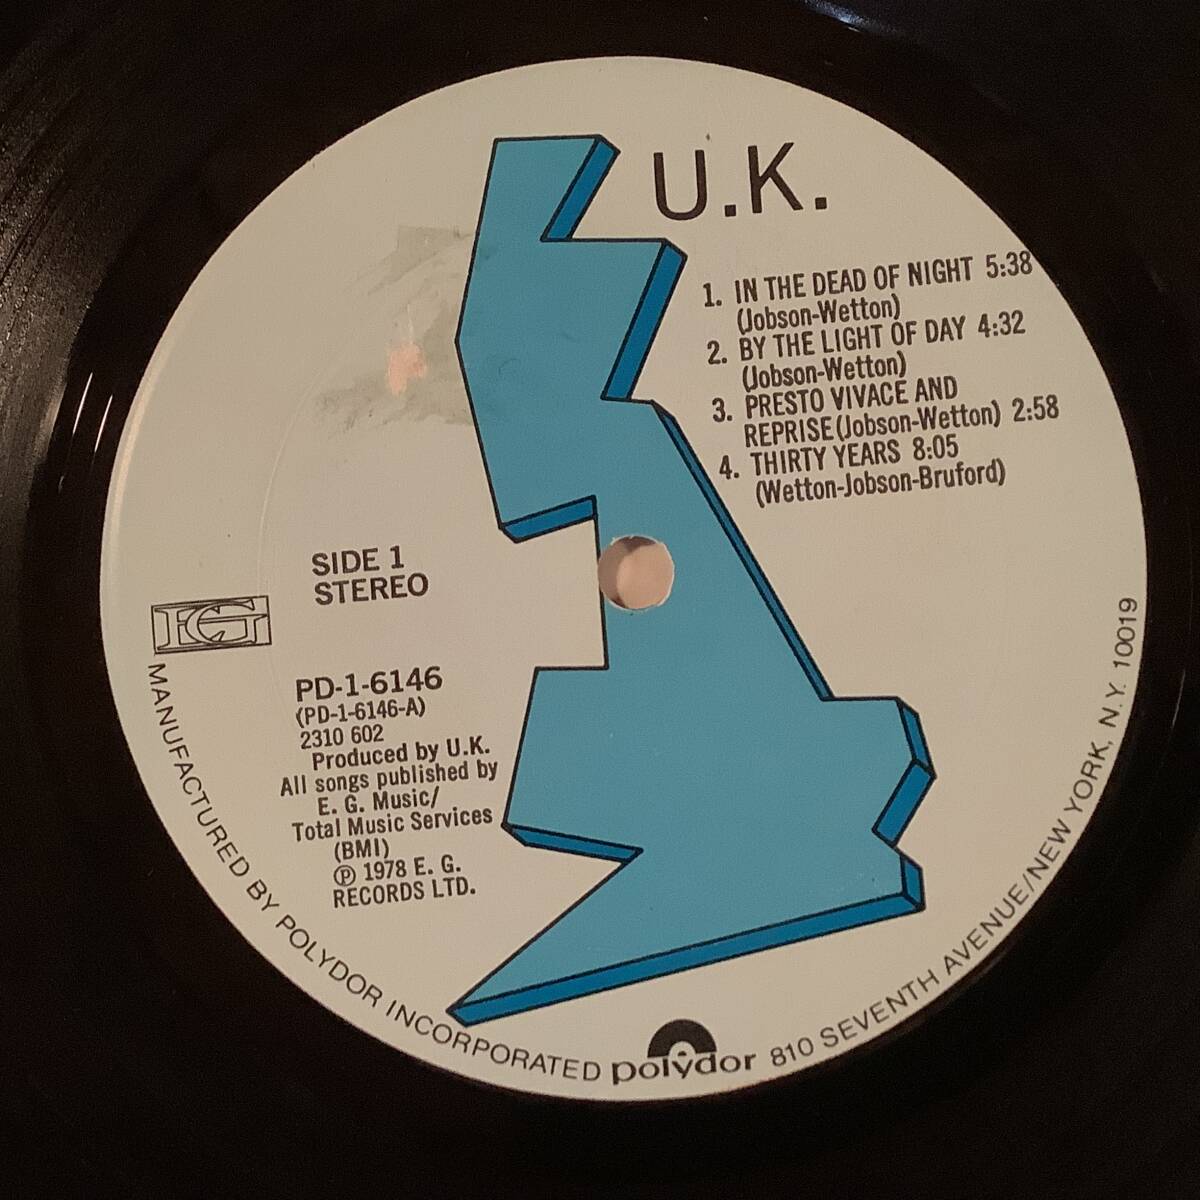 U.K.
1. IN THE DEAD OF NIGHT 5:38
(Jobson-Wetton)
2. BY THE LIGHT OF DAY 4:32
(Jobson-Wetton)
3. PRESTO VIVACE AND
REPRISE (Jobson-Wetton) 2:58
4. THIRTY YEARS 8:05
(Wetton-Jobson-Bruford)
SIDE 1
STEREO
EG
PD-1-6146
(PD-1-6146-A)
2310 602
Produced by U.K.
All songs published by
E. G. Music/
Total Music Services
(BMI)
℗ 1978 E. G.
RECORDS LTD.
MANUFACTURED BY POLYDOR INCORPORATED polydor 810 SEVENTH AVENUE/NEW YORK, N.Y. 10019